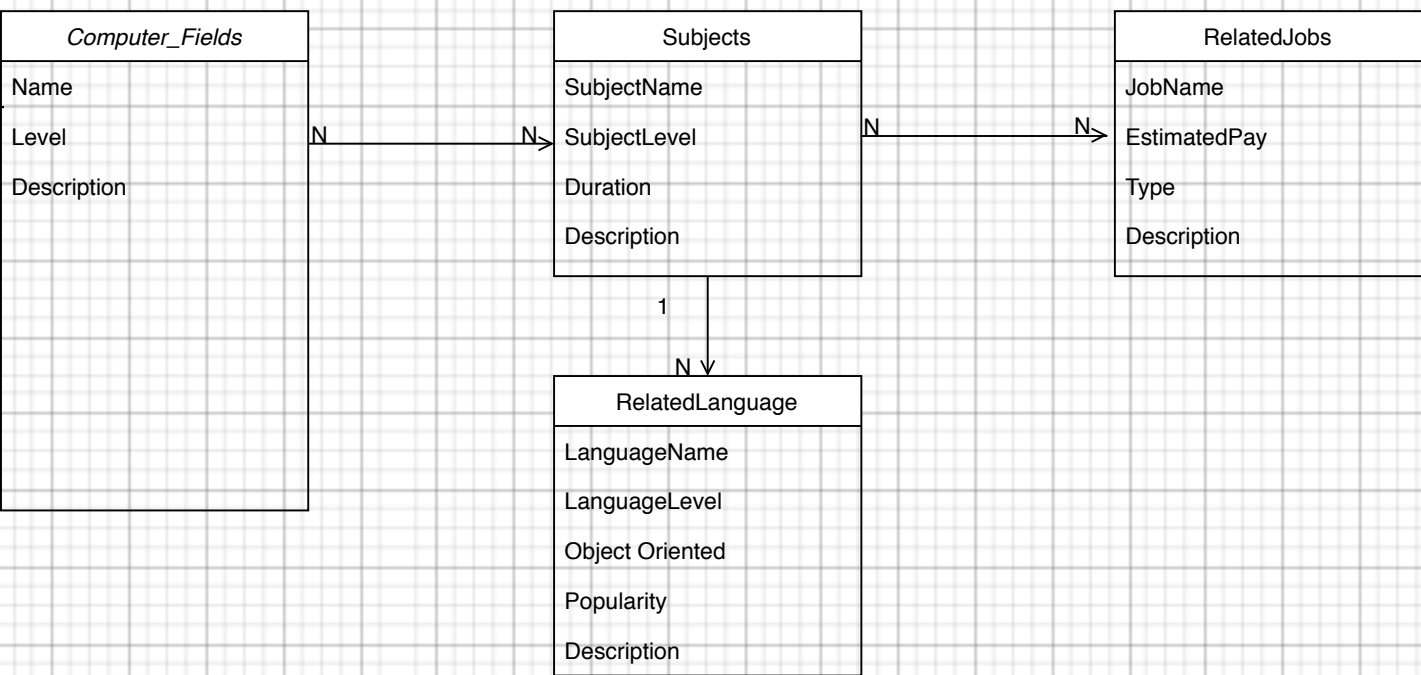 Computer_Fields
Name
Level
Description
N
N
Subjects
SubjectName
SubjectLevel
Duration
Description
N
N
RelatedJobs
JobName
EstimatedPay
Type
Description
1
N
RelatedLanguage
LanguageName
LanguageLevel
Object Oriented
Popularity
Description